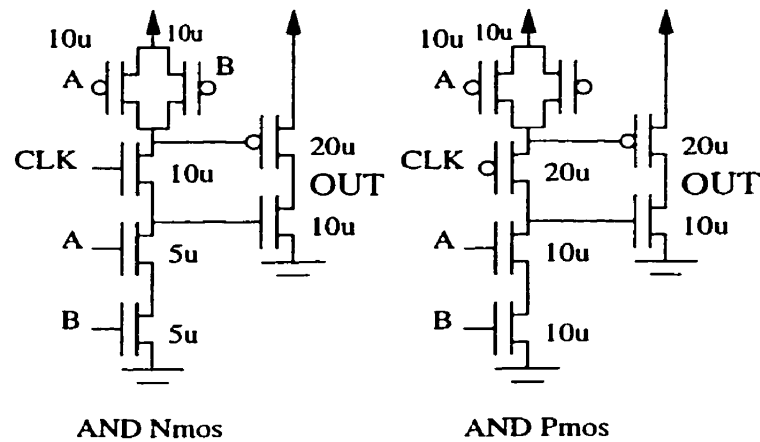 10u 10u
A B
CLK 10u 20u
OUT
10u
A 5u
B 5u
AND Nmos
10u 10u
A
CLK 20u 20u
OUT
10u
A 10u
B 10u
AND Pmos